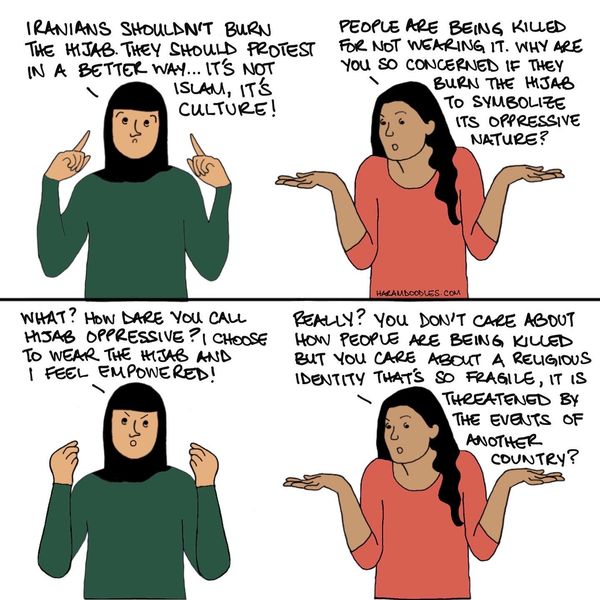 IRANIANS SHOULDN'T BURN
THE HIJAB. THEY SHOULD PROTEST
IN A BETTER WAY... IT'S NOT
ISLAM, IT'S
CULTURE!
PEOPLE ARE BEING KILLED
FOR NOT WEARING IT. WHY ARE
YOU SO CONCERNED IF THEY
BURN THE HIJAB
TO SYMBOLIZE
ITS OPPRESSIVE
NATURE?
HARAMDOODLES.COM
WHAT? HOW DARE YOU CALL
HIJAB OPPRESSIVE? I CHOOSE
TO WEAR THE HIJAB AND
I FEEL EMPOWERED!
REALLY? YOU DON'T CARE ABOUT
HOW PEOPLE ARE BEING KILLED
BUT YOU CARE ABOUT A RELIGIOUS
IDENTITY THAT'S SO FRAGILE, IT IS
THREATENED BY
THE EVENTS OF
ANOTHER
COUNTRY?